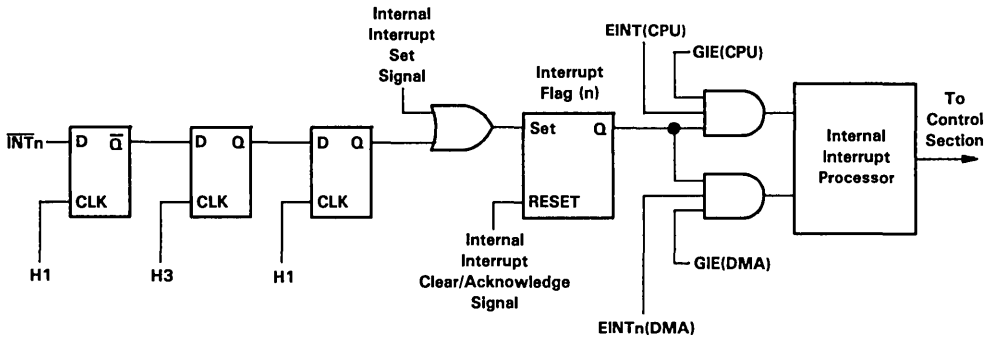 Internal
Interrupt
Set
Signal
EINT(CPU)
GIE(CPU)
Interrupt
Flag (n)
To
Control
Section
I̅N̅T̅n
D Q̅
CLK
D Q
CLK
D Q
CLK
Set Q
RESET
Internal
Interrupt
Processor
H1
H3
H1
Internal
Interrupt
Clear/Acknowledge
Signal
GIE(DMA)
EINTn(DMA)